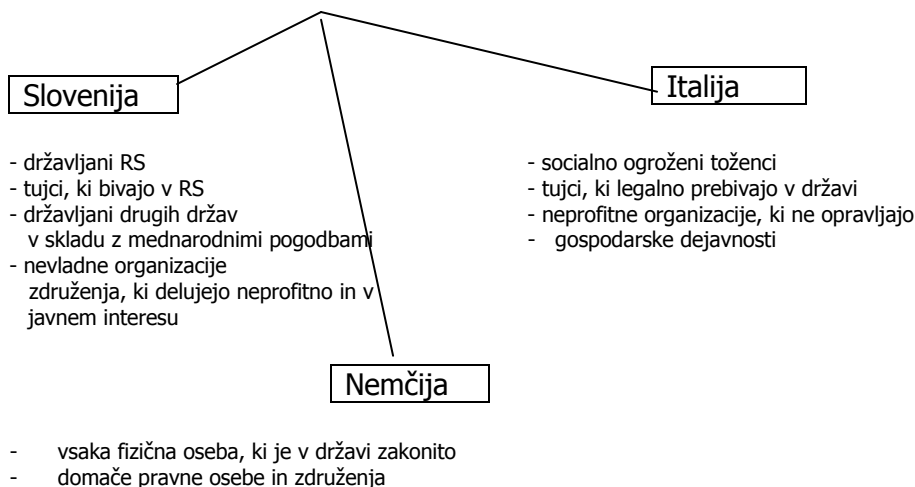 Slovenija
- državljani RS
- tujci, ki bivajo v RS
- državljani drugih držav
v skladu z mednarodnimi pogodbami
- nevladne organizacije
združenja, ki delujejo neprofitno in v
javnem interesu
Italija
- socialno ogroženi toženci
- tujci, ki legalno prebivajo v državi
- neprofitne organizacije, ki ne opravljajo
- gospodarske dejavnosti
Nemčija
- vsaka fizična oseba, ki je v državi zakonito
- domače pravne osebe in združenja